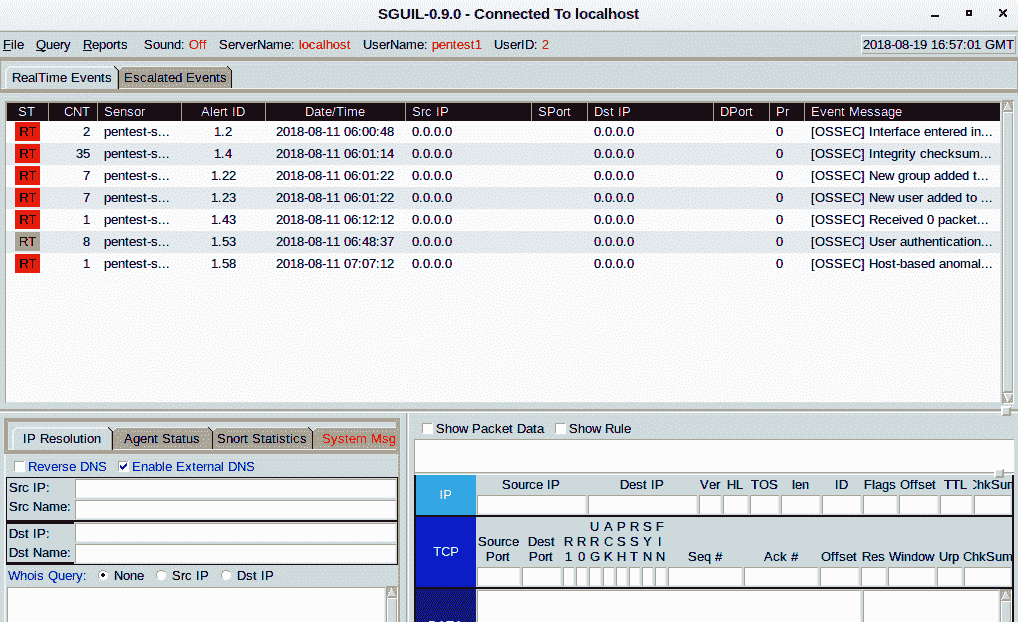 SGUIL-0.9.0 - Connected To localhost
File Query Reports Sound: Off ServerName: localhost UserName: pentest1 UserID: 2 2018-08-19 16:57:01 GMT
RealTime Events Escalated Events
ST CNT Sensor Alert ID Date/Time Src IP SPort Dst IP DPort Pr Event Message
RT 2 pentest-s... 1.2 2018-08-11 06:00:48 0.0.0.0 0.0.0.0 0 [OSSEC] Interface entered in...
RT 35 pentest-s... 1.4 2018-08-11 06:01:14 0.0.0.0 0.0.0.0 0 [OSSEC] Integrity checksum...
RT 7 pentest-s... 1.22 2018-08-11 06:01:22 0.0.0.0 0.0.0.0 0 [OSSEC] New group added t...
RT 7 pentest-s... 1.23 2018-08-11 06:01:22 0.0.0.0 0.0.0.0 0 [OSSEC] New user added to ...
RT 1 pentest-s... 1.43 2018-08-11 06:12:12 0.0.0.0 0.0.0.0 0 [OSSEC] Received 0 packet...
RT 8 pentest-s... 1.53 2018-08-11 06:48:37 0.0.0.0 0.0.0.0 0 [OSSEC] User authentication...
RT 1 pentest-s... 1.58 2018-08-11 07:07:12 0.0.0.0 0.0.0.0 0 [OSSEC] Host-based anomal...
IP Resolution Agent Status Snort Statistics System Msg
Reverse DNS Enable External DNS
Src IP:
Src Name:
Dst IP:
Dst Name:
Whois Query: None Src IP Dst IP
Show Packet Data Show Rule
IP Source IP Dest IP Ver HL TOS len ID Flags Offset TTL ChkSum
U A P R S F
Source Dest R R R C S S Y I
TCP Port Port 1 0 G K H T N N Seq # Ack # Offset Res Window Urp ChkSum